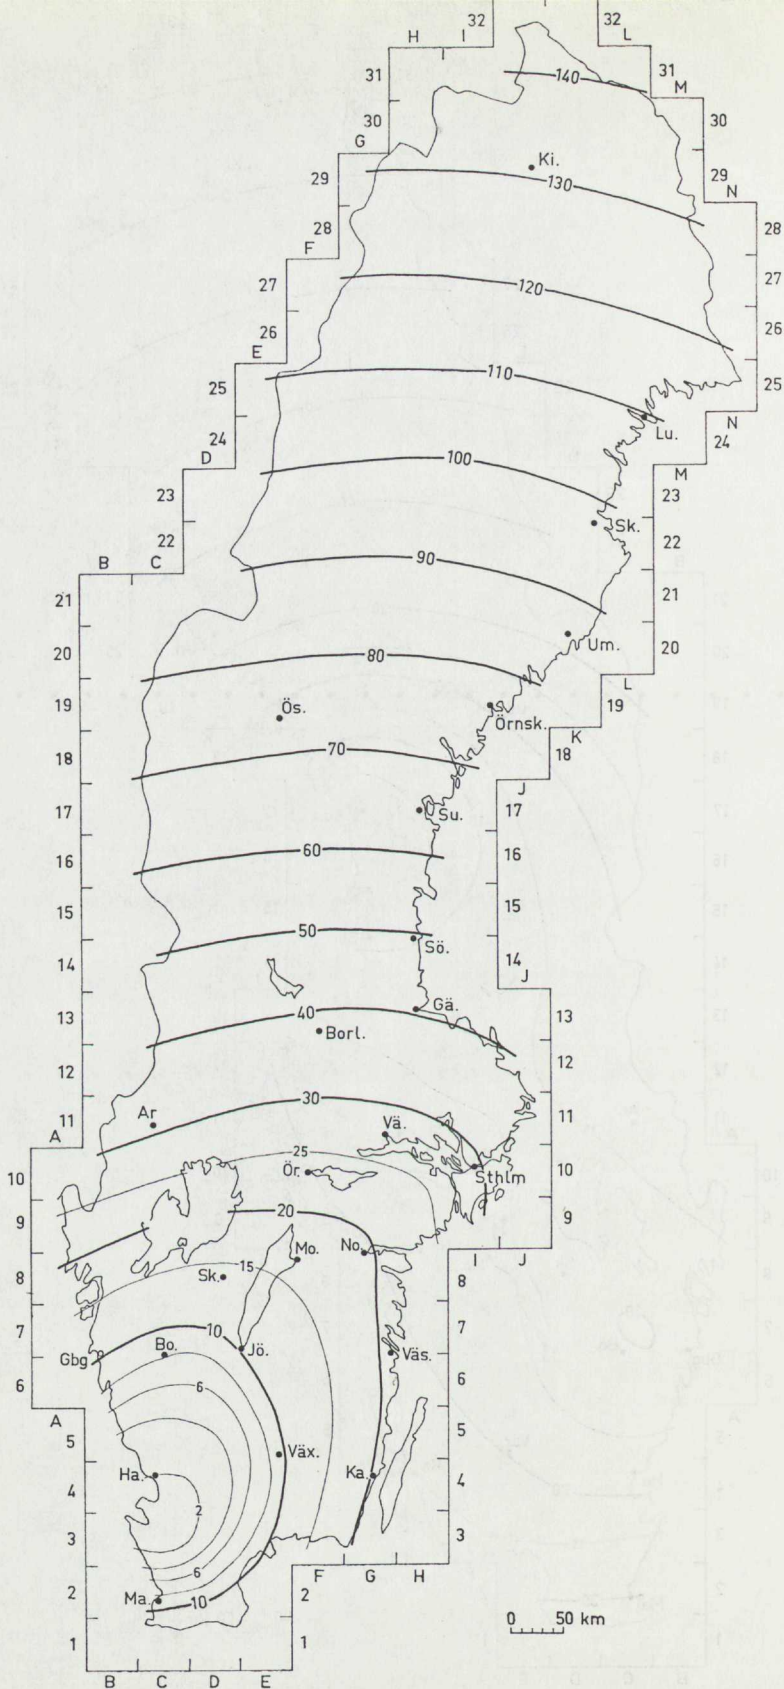 32 32
H I L
31 140 31
M
30 30
G
Ki.
29 130 29
N
28 28
F
27 120 27
26 26
E
25 110 25
Lu. N
24 24
D 100 M
23 Sk. 23
22 22
B C 90
21 21
Um.
20 80 20
L
19 Ös. Örnsk. 19
K
18 70 18
J
17 Su. 17
16 60 16
15 50 15
Sö.
14 14
J
13 40 Gä. 13
Borl.
12 12
30
11 Ar Vä. 11
A
25
10 Ör. Sthlm 10
9 20 9
No. I J
Mo.
8 Sk. 15 8
7 10 7
Gbg Bo. Jö. Väs.
6 6 6
A
5 Väx. 5
Ha. Ka.
4 4
2
3 3
6
F G H
2 Ma. 10 2
0 50 km
1 1
B C D E